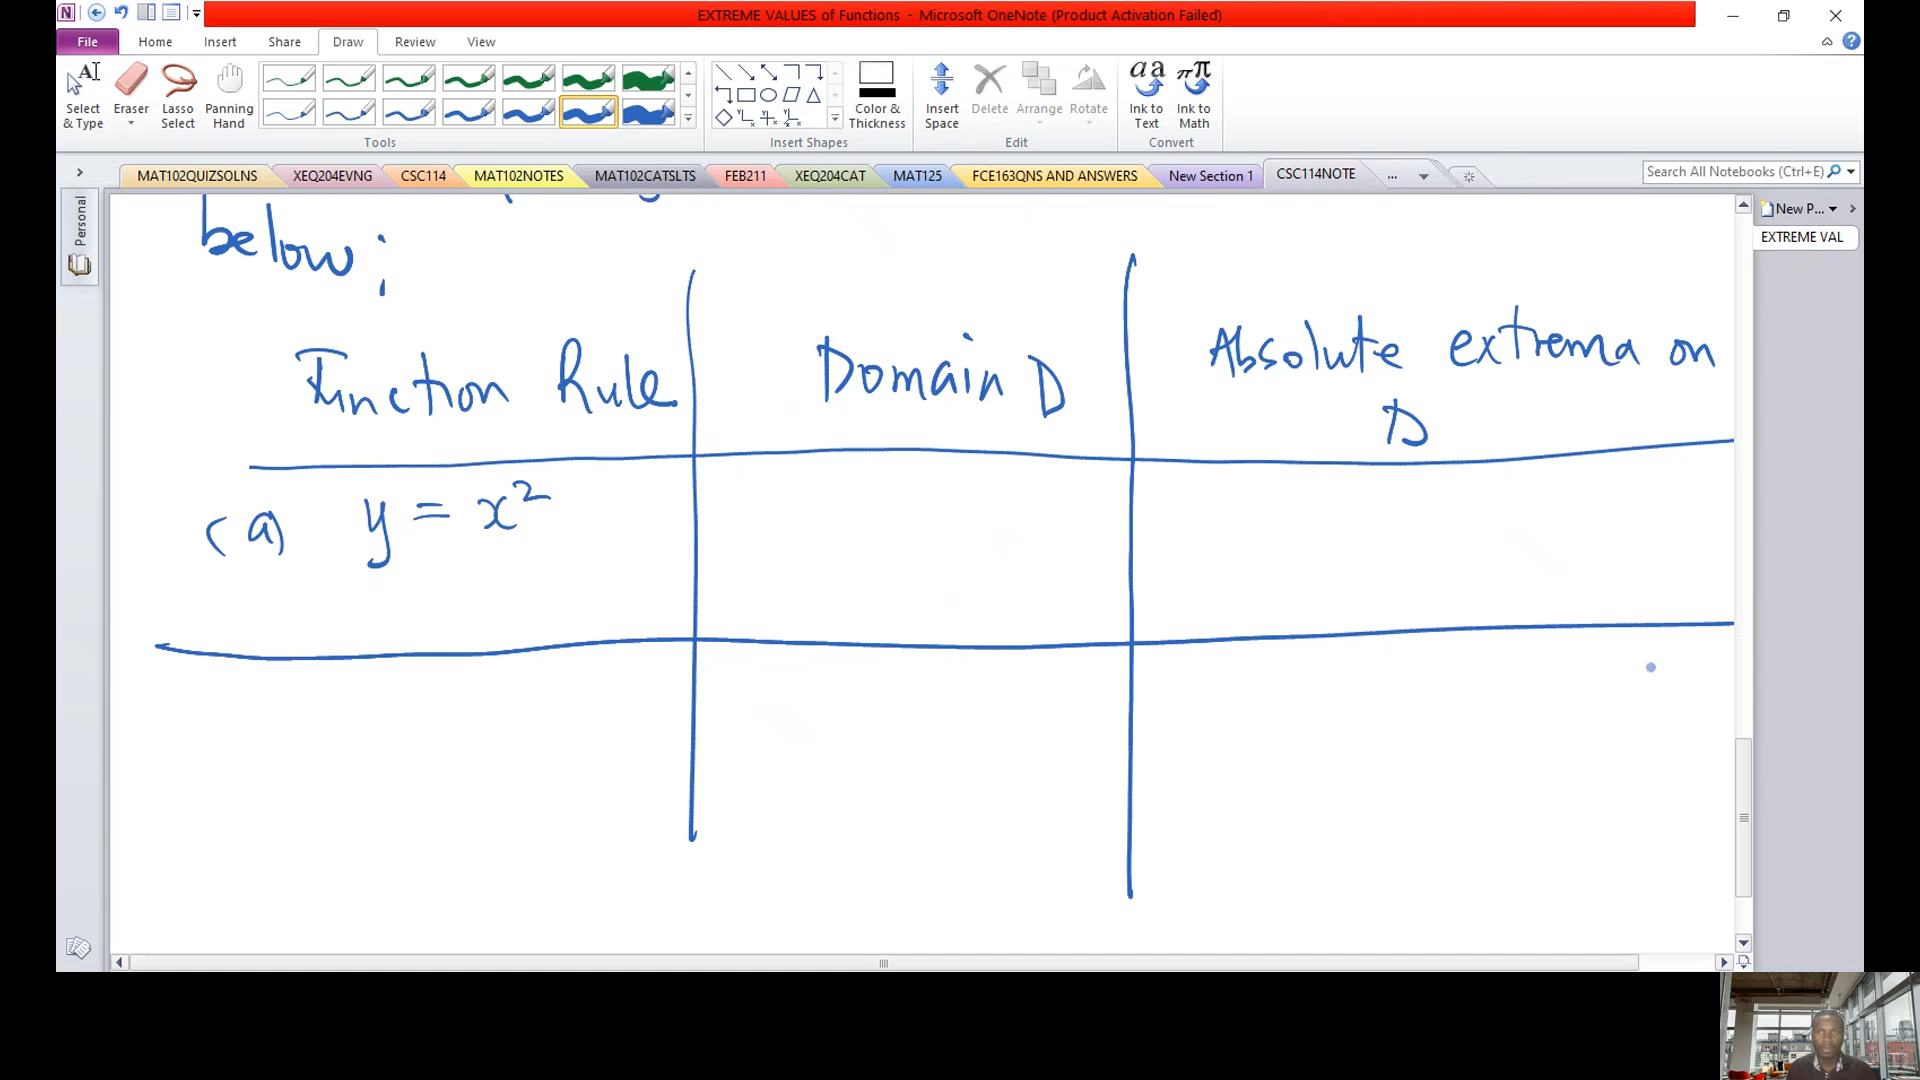 EXTREME VALUES of Functions - Microsoft OneNote (Product Activation Failed)
File Home Insert Share Draw Review View
Select & Type
Eraser
Lasso Select
Panning Hand
Color & Thickness
Insert Space
Delete
Arrange
Rotate
Ink to Text
Ink to Math
Tools
Insert Shapes
Edit
Convert
MAT102QUIZSOLNS XEQ204EVNG CSC114 MAT102NOTES MAT102CATSLTS FEB211 XEQ204CAT MAT125 FCE163QNS AND ANSWERS New Section 1 CSC114NOTE ...
Search All Notebooks (Ctrl+E)
Personal
New P...
EXTREME VAL
below;
Function Rule
Domain D
Absolute extrema on
D
(a) y = x²